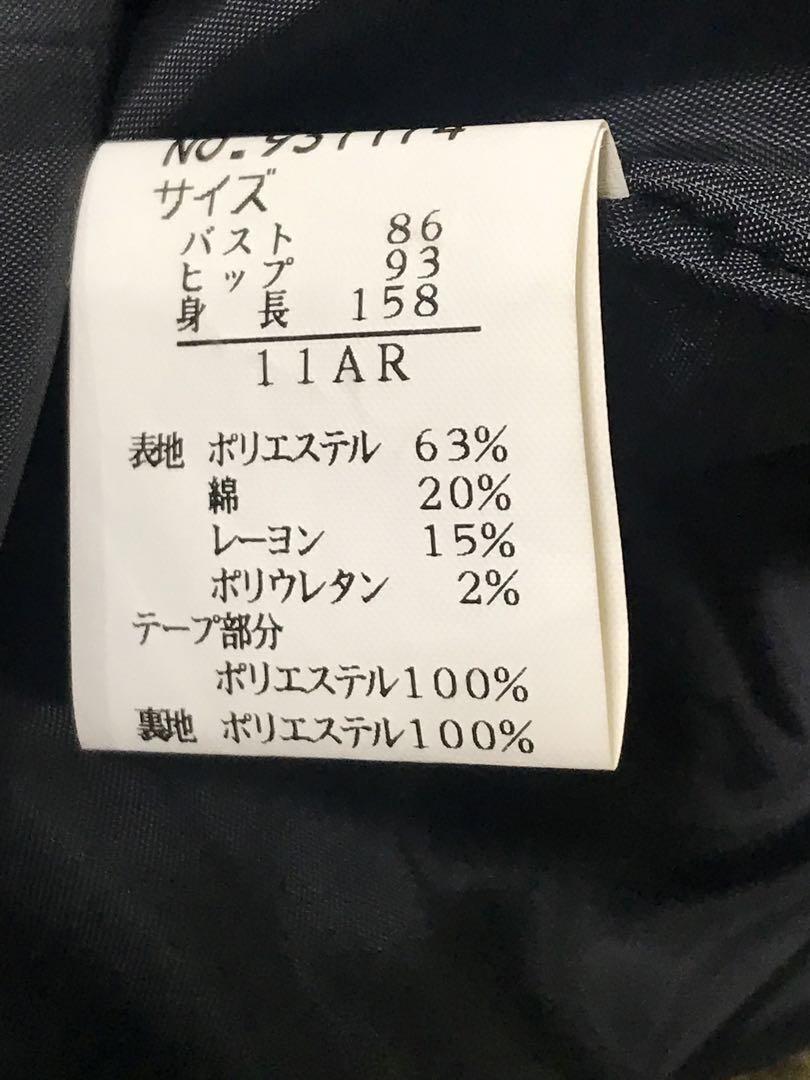 サイズ
バスト 86
ヒップ 93
身長 158
11AR
表地 ポリエステル 63%
綿 20%
レーヨン 15%
ポリウレタン 2%
テープ部分
ポリエステル100%
裏地 ポリエステル100%